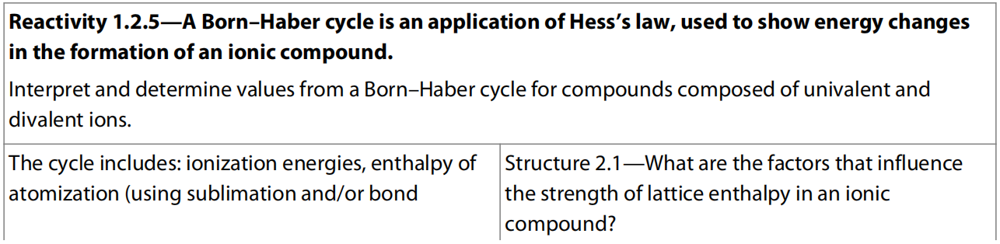 Reactivity 1.2.5—A Born–Haber cycle is an application of Hess’s law, used to show energy changes
in the formation of an ionic compound.
Interpret and determine values from a Born–Haber cycle for compounds composed of univalent and
divalent ions.
The cycle includes: ionization energies, enthalpy of
atomization (using sublimation and/or bond
Structure 2.1—What are the factors that influence
the strength of lattice enthalpy in an ionic
compound?